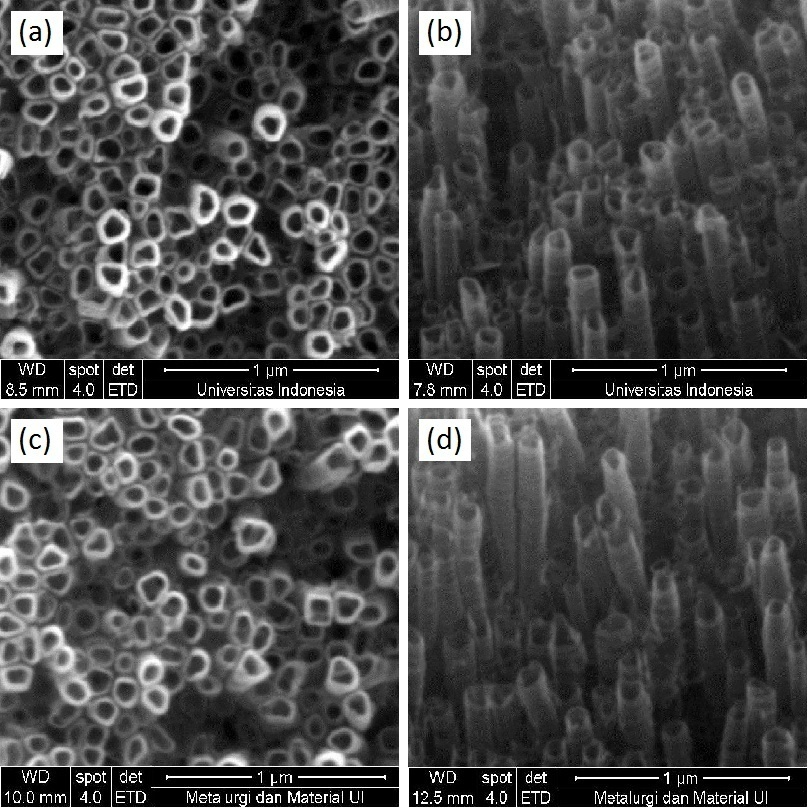 (a)
WD spot det 1 µm
8.5 mm 4.0 ETD Universitas Indonesia
(b)
WD spot det 1 µm
7.8 mm 4.0 ETD Universitas Indonesia
(c)
WD spot det 1 µm
10.0 mm 4.0 ETD Meta urgi dan Material UI
(d)
WD spot det 1 µm
12.5 mm 4.0 ETD Metalurgi dan Material UI